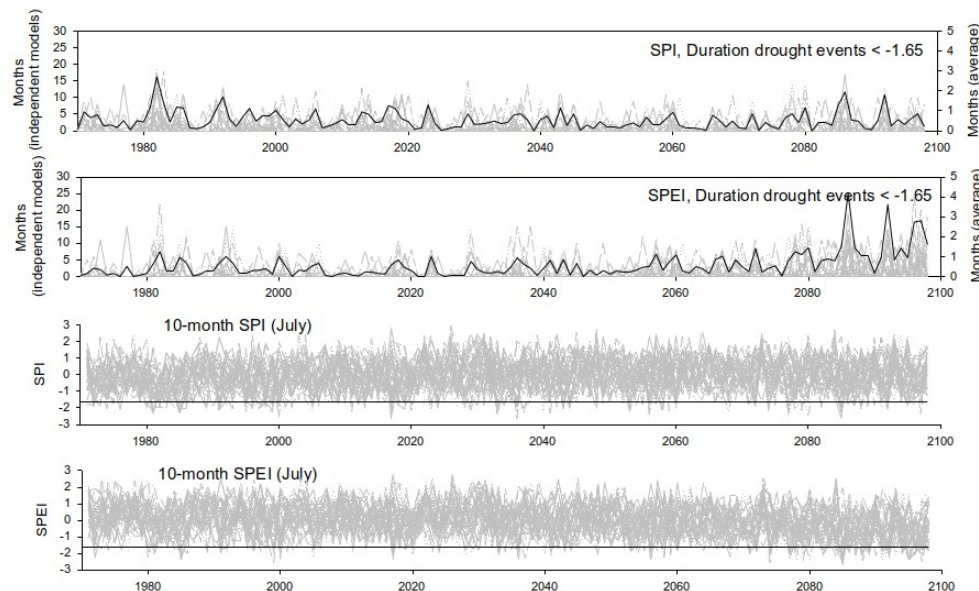 SPI, Duration drought events < -1.65
Months
(independent models)
30
25
20
15
10
5
0
5
4
3
2
1
0
Months (average)
1980 2000 2020 2040 2060 2080 2100
SPEI, Duration drought events < -1.65
Months
(independent models)
30
25
20
15
10
5
0
5
4
3
2
1
0
Months (average)
1980 2000 2020 2040 2060 2080 2100
10-month SPI (July)
SPI
3
2
1
0
-1
-2
-3
1980 2000 2020 2040 2060 2080 2100
10-month SPEI (July)
SPEI
3
2
1
0
-1
-2
-3
1980 2000 2020 2040 2060 2080 2100